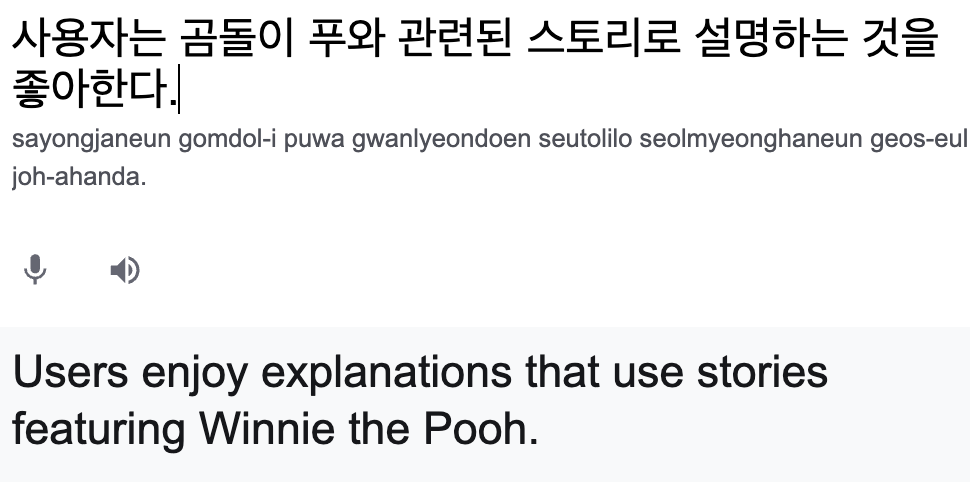 사용자는 곰돌이 푸와 관련된 스토리로 설명하는 것을
좋아한다.
sayongjaneun gomdol-i puwa gwanlyeondoen seutolilo seolmyeonghaneun geos-eul
joh-ahanda.
Users enjoy explanations that use stories
featuring Winnie the Pooh.